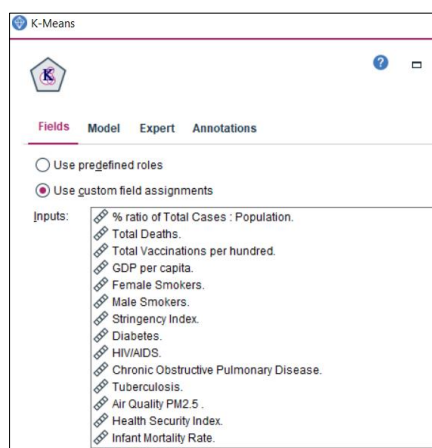 K-Means
K
?
Fields Model Expert Annotations
Use predefined roles
Use custom field assignments
Inputs:
% ratio of Total Cases : Population.
Total Deaths.
Total Vaccinations per hundred.
GDP per capita.
Female Smokers.
Male Smokers.
Stringency Index.
Diabetes.
HIV/AIDS.
Chronic Obstructive Pulmonary Disease.
Tuberculosis.
Air Quality PM2.5 .
Health Security Index.
Infant Mortality Rate.